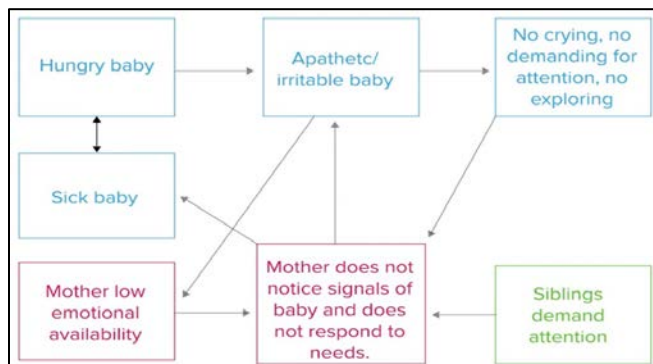 Hungry baby
Apathetc/
irritable baby
No crying, no
demanding for
attention, no
exploring
Sick baby
Mother low
emotional
availability
Mother does not
notice signals of
baby and does
not respond to
needs.
Siblings
demand
attention